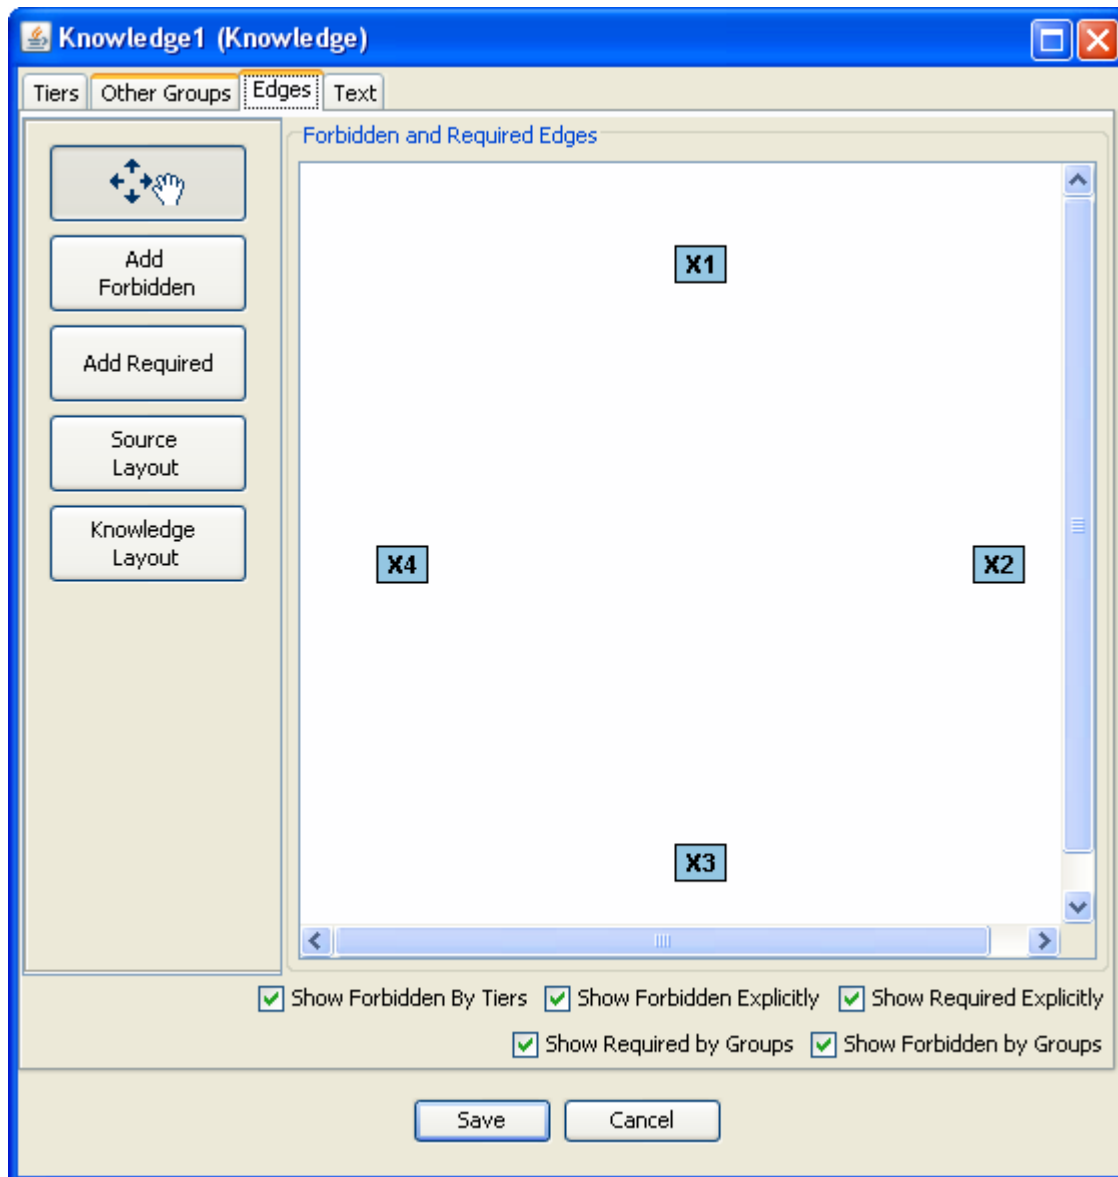 Knowledge1 (Knowledge)
Tiers Other Groups Edges Text
Forbidden and Required Edges
Add
Forbidden
Add Required
Source
Layout
Knowledge
Layout
X1
X4 X2
X3
Show Forbidden By Tiers Show Forbidden Explicitly Show Required Explicitly
Show Required by Groups Show Forbidden by Groups
Save Cancel